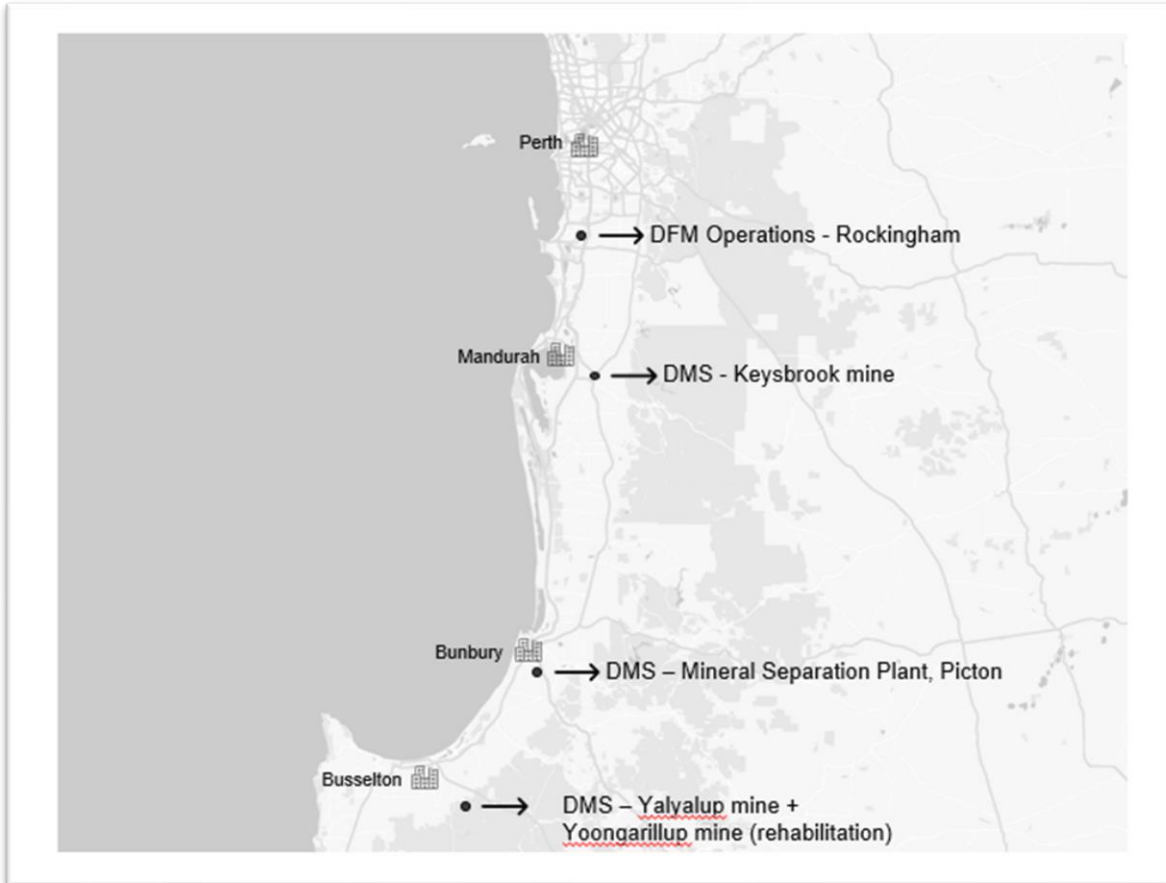 Perth
DFM Operations - Rockingham
Mandurah
DMS - Keysbrook mine
Bunbury
DMS – Mineral Separation Plant, Picton
Busselton
DMS – Yalyalup mine +
Yoongarillup mine (rehabilitation)